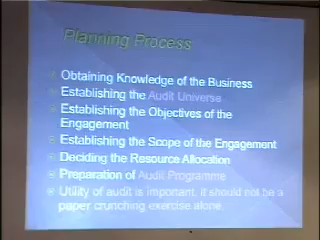 Planning Process
Obtaining Knowledge of the Business
Establishing the Audit Universe
Establishing the Objectives of the
Engagement
Establishing the Scope of the Engagement
Deciding the Resource Allocation
Preparation of Audit Programme
Utility of audit is important, it should not be a
paper crunching exercise alone.